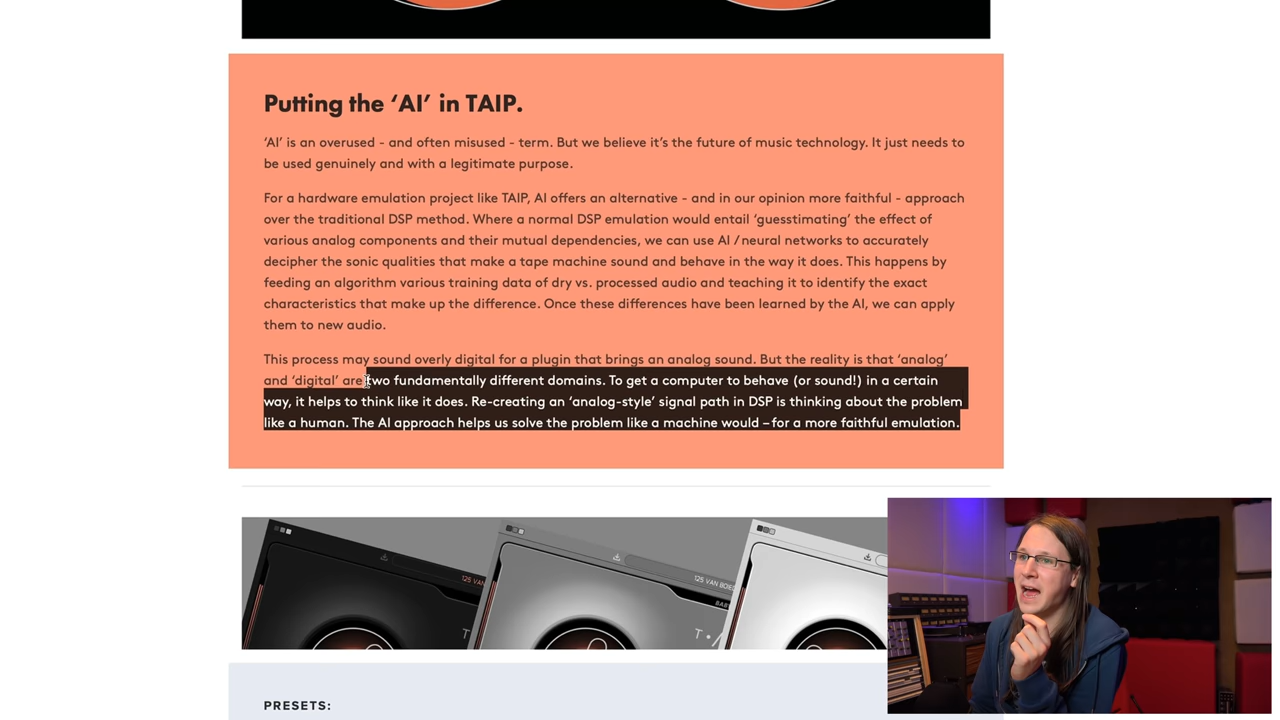 Putting the ‘AI’ in TAIP.
‘AI’ is an overused - and often misused - term. But we believe it’s the future of music technology. It just needs to
be used genuinely and with a legitimate purpose.
For a hardware emulation project like TAIP, AI offers an alternative - and in our opinion more faithful - approach
over the traditional DSP method. Where a normal DSP emulation would entail ‘guesstimating’ the effect of
various analog components and their mutual dependencies, we can use AI / neural networks to accurately
decipher the sonic qualities that make a tape machine sound and behave in the way it does. This happens by
feeding an algorithm various training data of dry vs. processed audio and teaching it to identify the exact
characteristics that make up the difference. Once these differences have been learned by the AI, we can apply
them to new audio.
This process may sound overly digital for a plugin that brings an analog sound. But the reality is that ‘analog’
and ‘digital’ are two fundamentally different domains. To get a computer to behave (or sound!) in a certain
way, it helps to think like it does. Re-creating an ‘analog-style’ signal path in DSP is thinking about the problem
like a human. The AI approach helps us solve the problem like a machine would – for a more faithful emulation.
125 VAN
125 VAN
PRESETS: